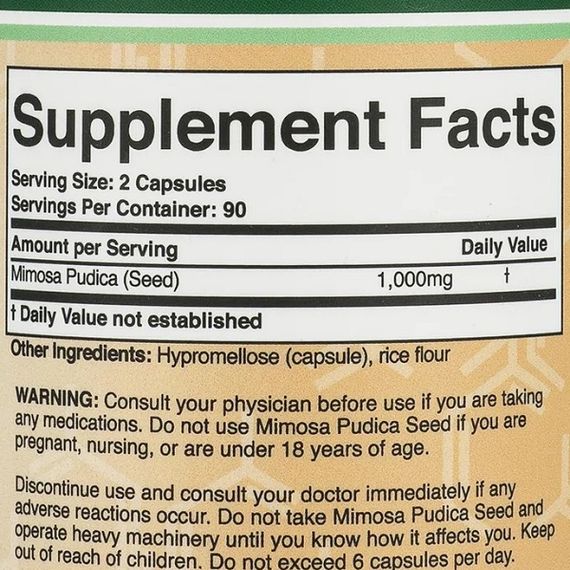 Supplement Facts
Serving Size: 2 Capsules
Servings Per Container: 90
Amount per Serving Daily Value
Mimosa Pudica (Seed) 1,000mg †
† Daily Value not established
Other Ingredients: Hypromellose (capsule), rice flour
WARNING: Consult your physician before use if you are taking
any medications. Do not use Mimosa Pudica Seed if you are
pregnant, nursing, or are under 18 years of age.
Discontinue use and consult your doctor immediately if any
adverse reactions occur. Do not take Mimosa Pudica Seed and
operate heavy machinery until you know how it affects you. Keep
out of reach of children. Do not exceed 6 capsules per day.